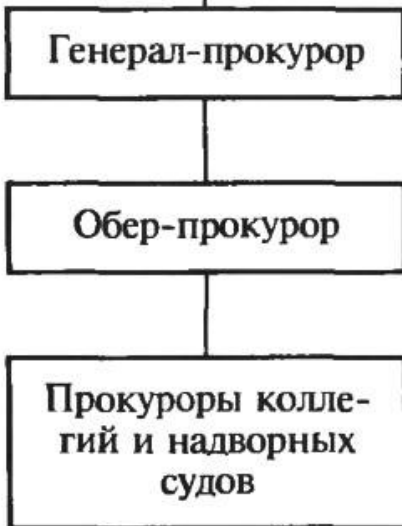 Генерал-прокурор
Обер-прокурор
Прокуроры колле-
гий и надворных
судов